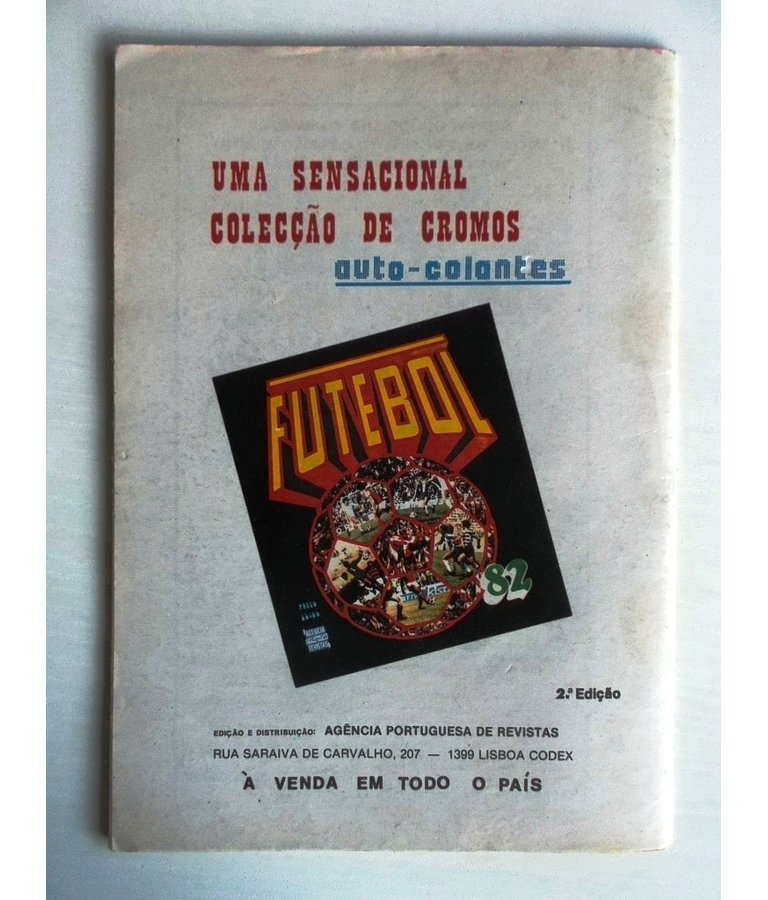 UMA SENSACIONAL
COLECÇÃO DE CROMOS
auto-colantes
FUTEBOL
82
2.ª Edição
EDIÇÃO E DISTRIBUIÇÃO: AGÊNCIA PORTUGUESA DE REVISTAS
RUA SARAIVA DE CARVALHO, 207 — 1399 LISBOA CODEX
À VENDA EM TODO O PAÍS